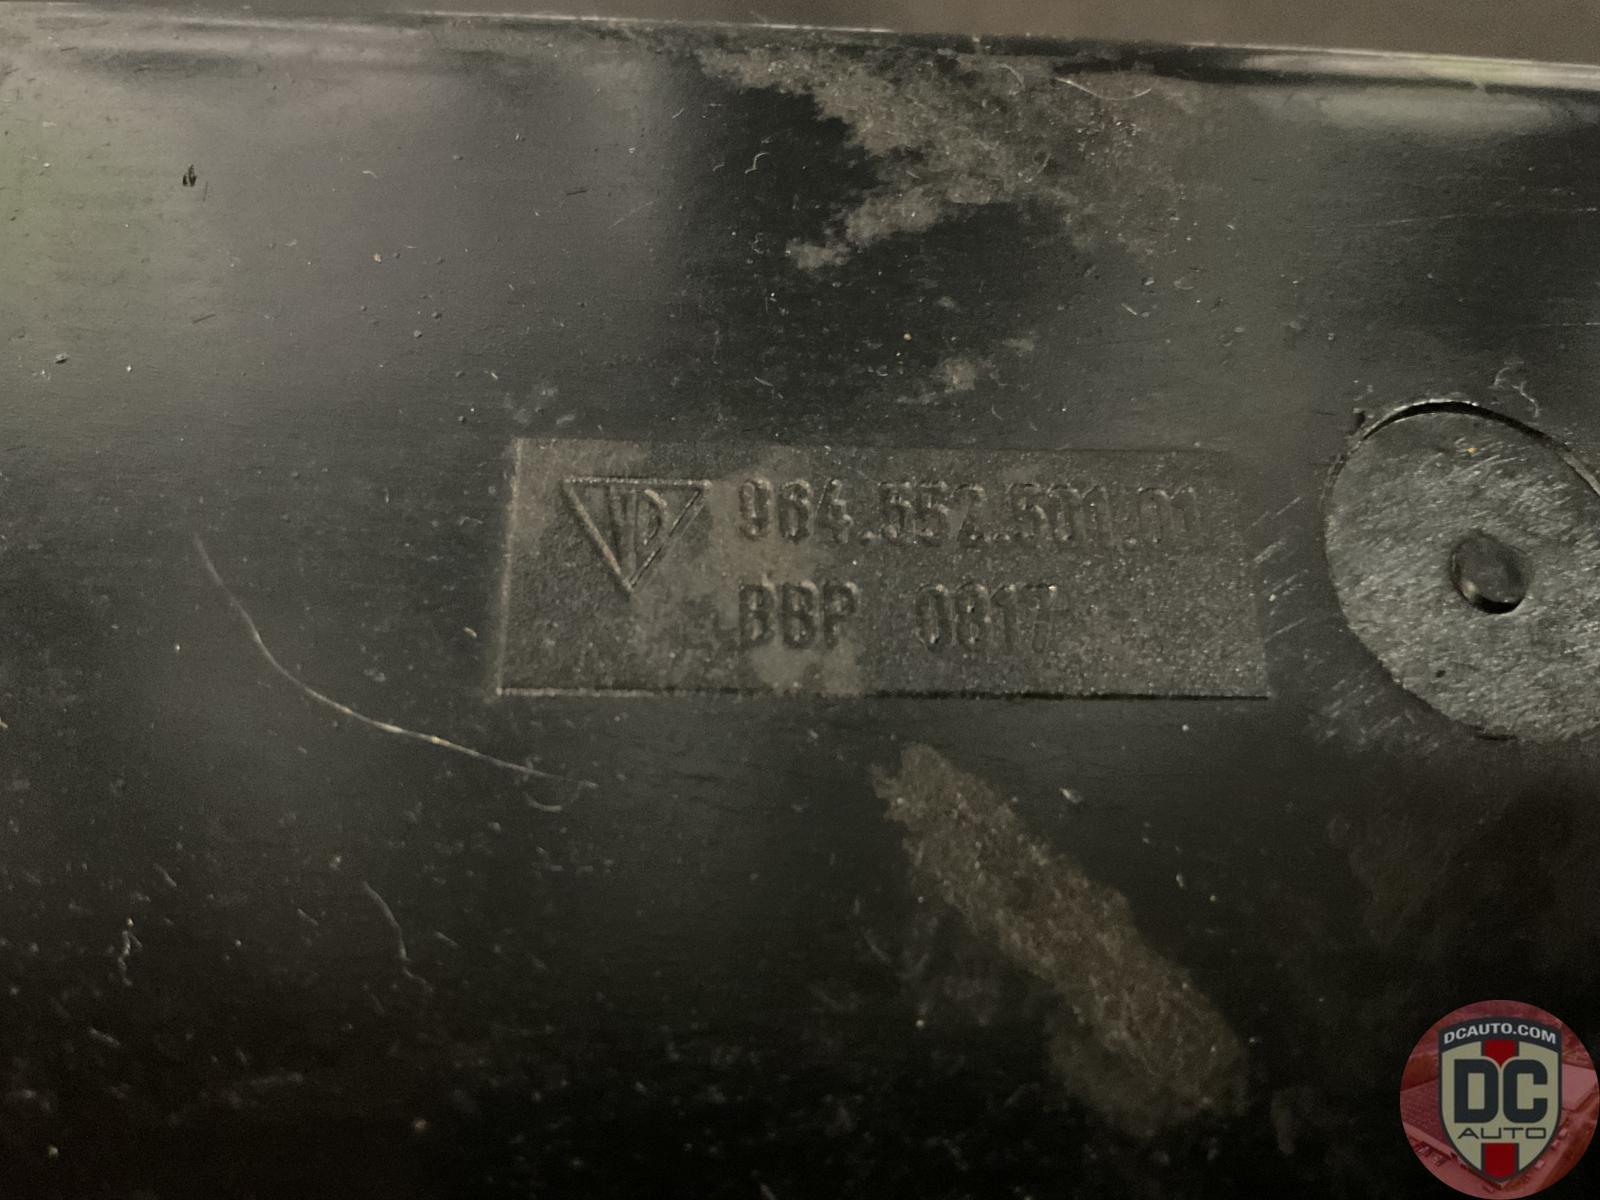 964.552.501.01
BBP 0817
DCAUTO.COM
DC
AUTO